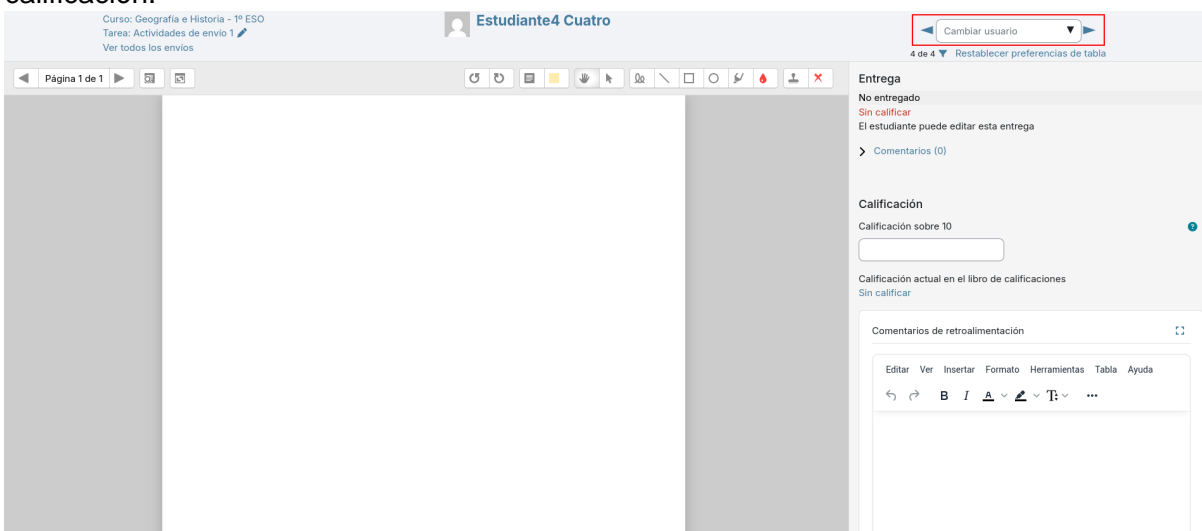 calificación.
Curso: Geografía e Historia - 1º ESO
Tarea: Actividades de envío 1
Ver todos los envíos
Estudiante4 Cuatro
Cambiar usuario
4 de 4 Restablecer preferencias de tabla
Página 1 de 1
Entrega
No entregado
Sin calificar
El estudiante puede editar esta entrega
Comentarios (0)
Calificación
Calificación sobre 10
Calificación actual en el libro de calificaciones
Sin calificar
Comentarios de retroalimentación
Editar Ver Insertar Formato Herramientas Tabla Ayuda
B I A